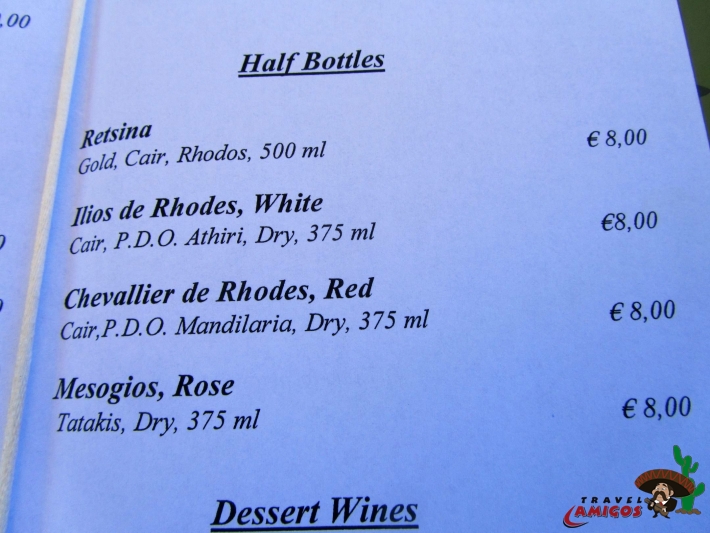 ,00
Half Bottles
Retsina
Gold, Cair, Rhodos, 500 ml
€ 8,00
Ilios de Rhodes, White
Cair, P.D.O. Athiri, Dry, 375 ml
€8,00
Chevallier de Rhodes, Red
Cair,P.D.O. Mandilaria, Dry, 375 ml
€ 8,00
Mesogios, Rose
Tatakis, Dry, 375 ml
€ 8,00
Dessert Wines
TRAVEL
AMIGOS